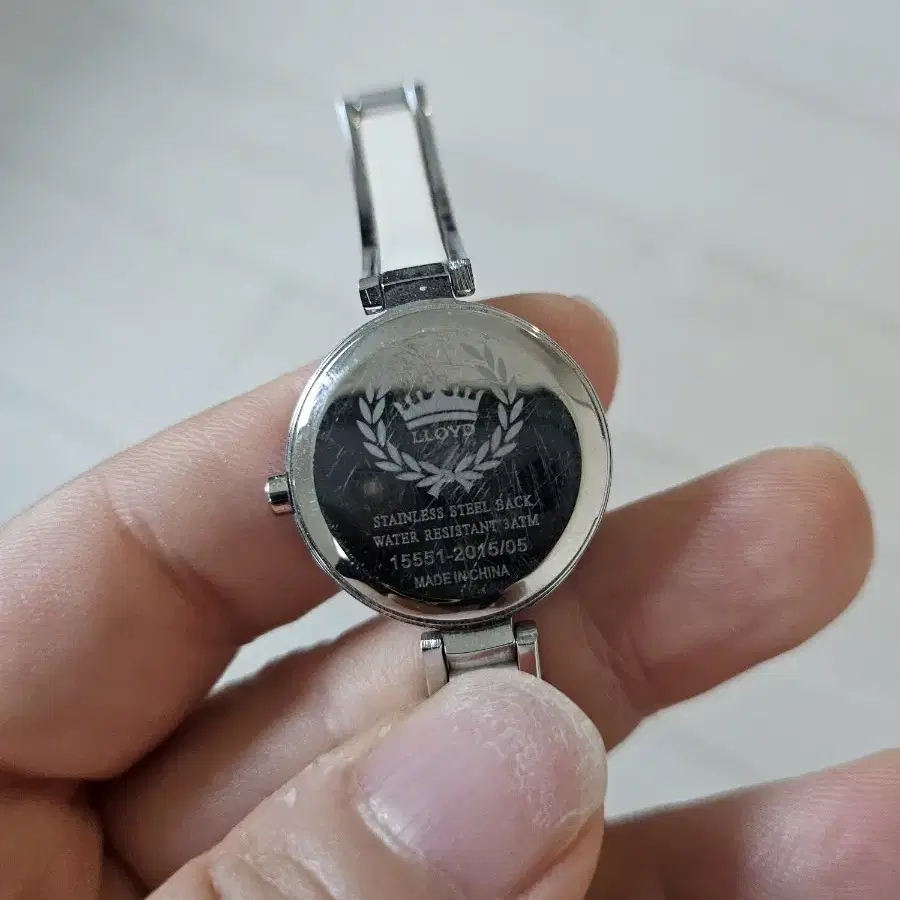 LLOYD
STAINLESS STEEL BACK
WATER RESISTANT 3ATM
15551-2015/05
MADE IN CHINA